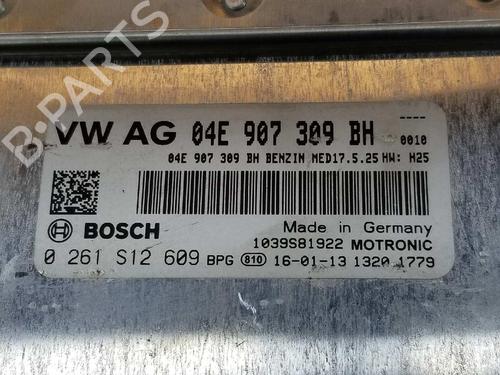 B-PARTS
VW AG 04E 907 309 BH ----
0010
04E 907 309 BH BENZIN MED17.5.25 HW: H25
BOSCH
Made in Germany
1039S81922 MOTRONIC
0 261 S12 609 BPG 810 16-01-13 1320 1779